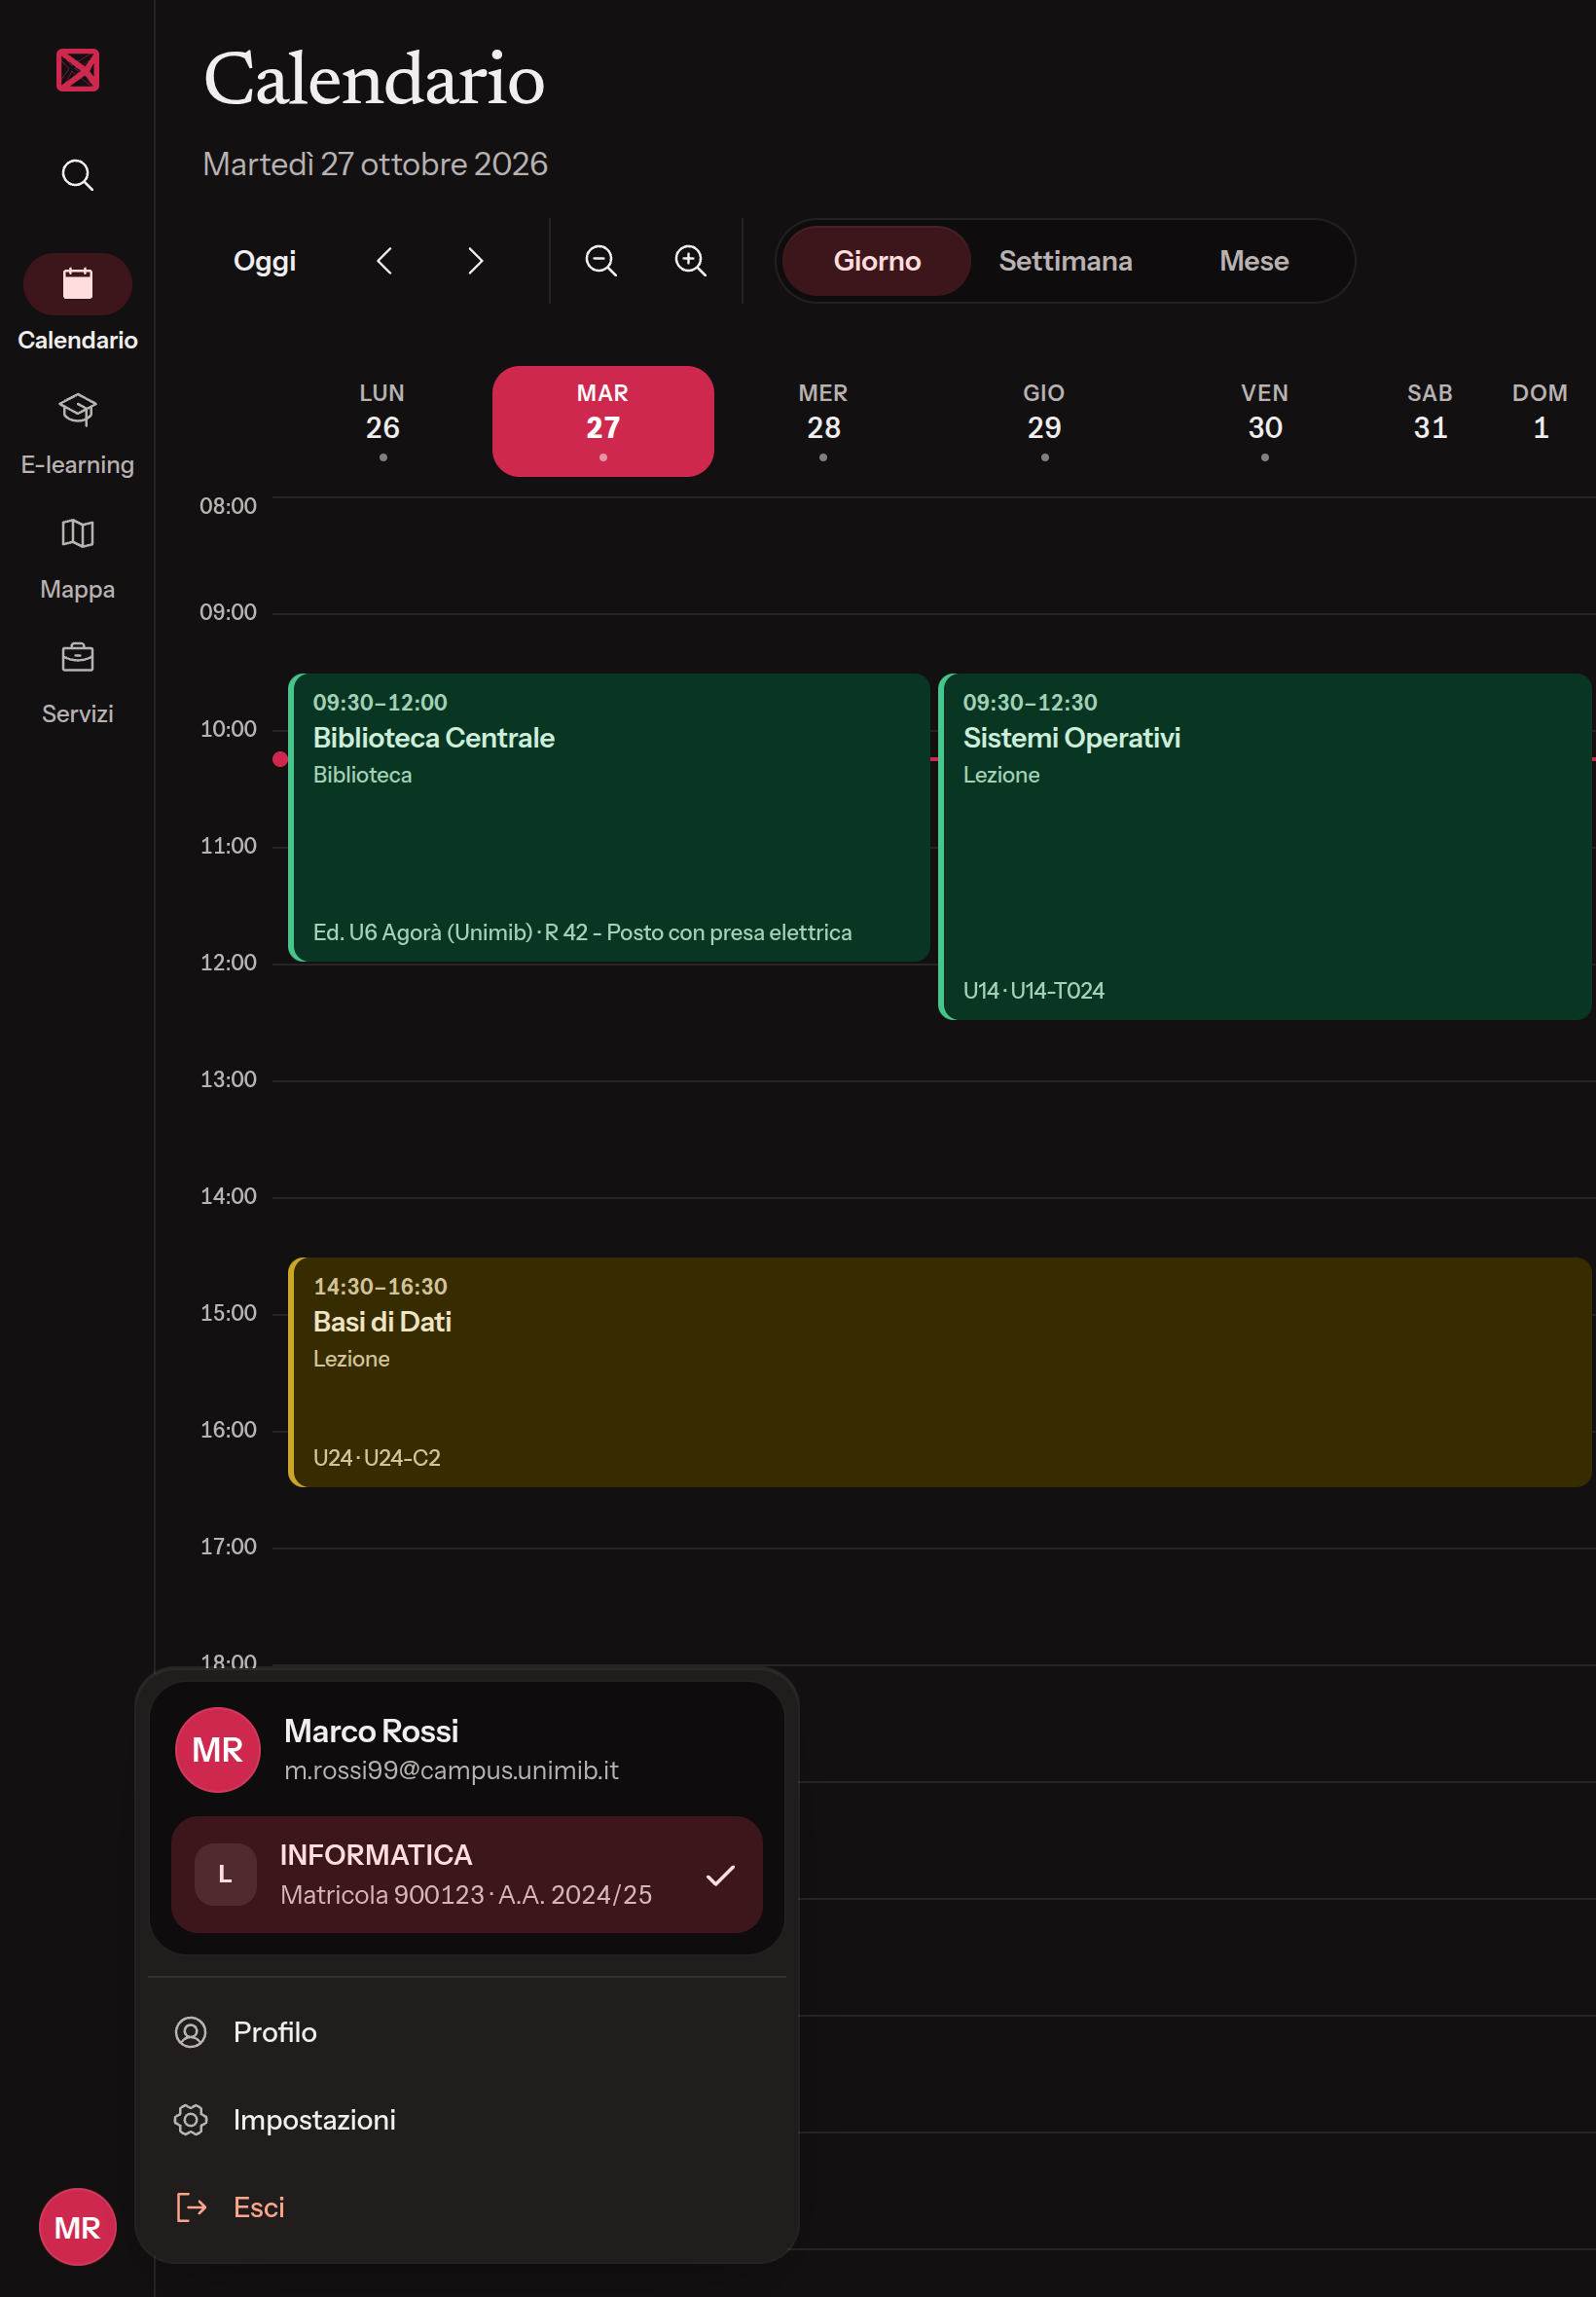 Calendario
Martedì 27 ottobre 2026
Oggi
Giorno Settimana Mese
Calendario
E-learning
Mappa
Servizi
LUN MAR MER GIO VEN SAB DOM
26 27 28 29 30 31 1
08:00
09:00
09:30–12:00
Biblioteca Centrale
Biblioteca
Ed. U6 Agorà (Unimib) · R 42 - Posto con presa elettrica
09:30–12:30
Sistemi Operativi
Lezione
U14 · U14-T024
10:00
11:00
12:00
13:00
14:00
14:30–16:30
Basi di Dati
Lezione
U24 · U24-C2
15:00
16:00
17:00
18:00
MR
Marco Rossi
m.rossi99@campus.unimib.it
L
INFORMATICA
Matricola 900123 · A.A. 2024/25
Profilo
Impostazioni
Esci
MR